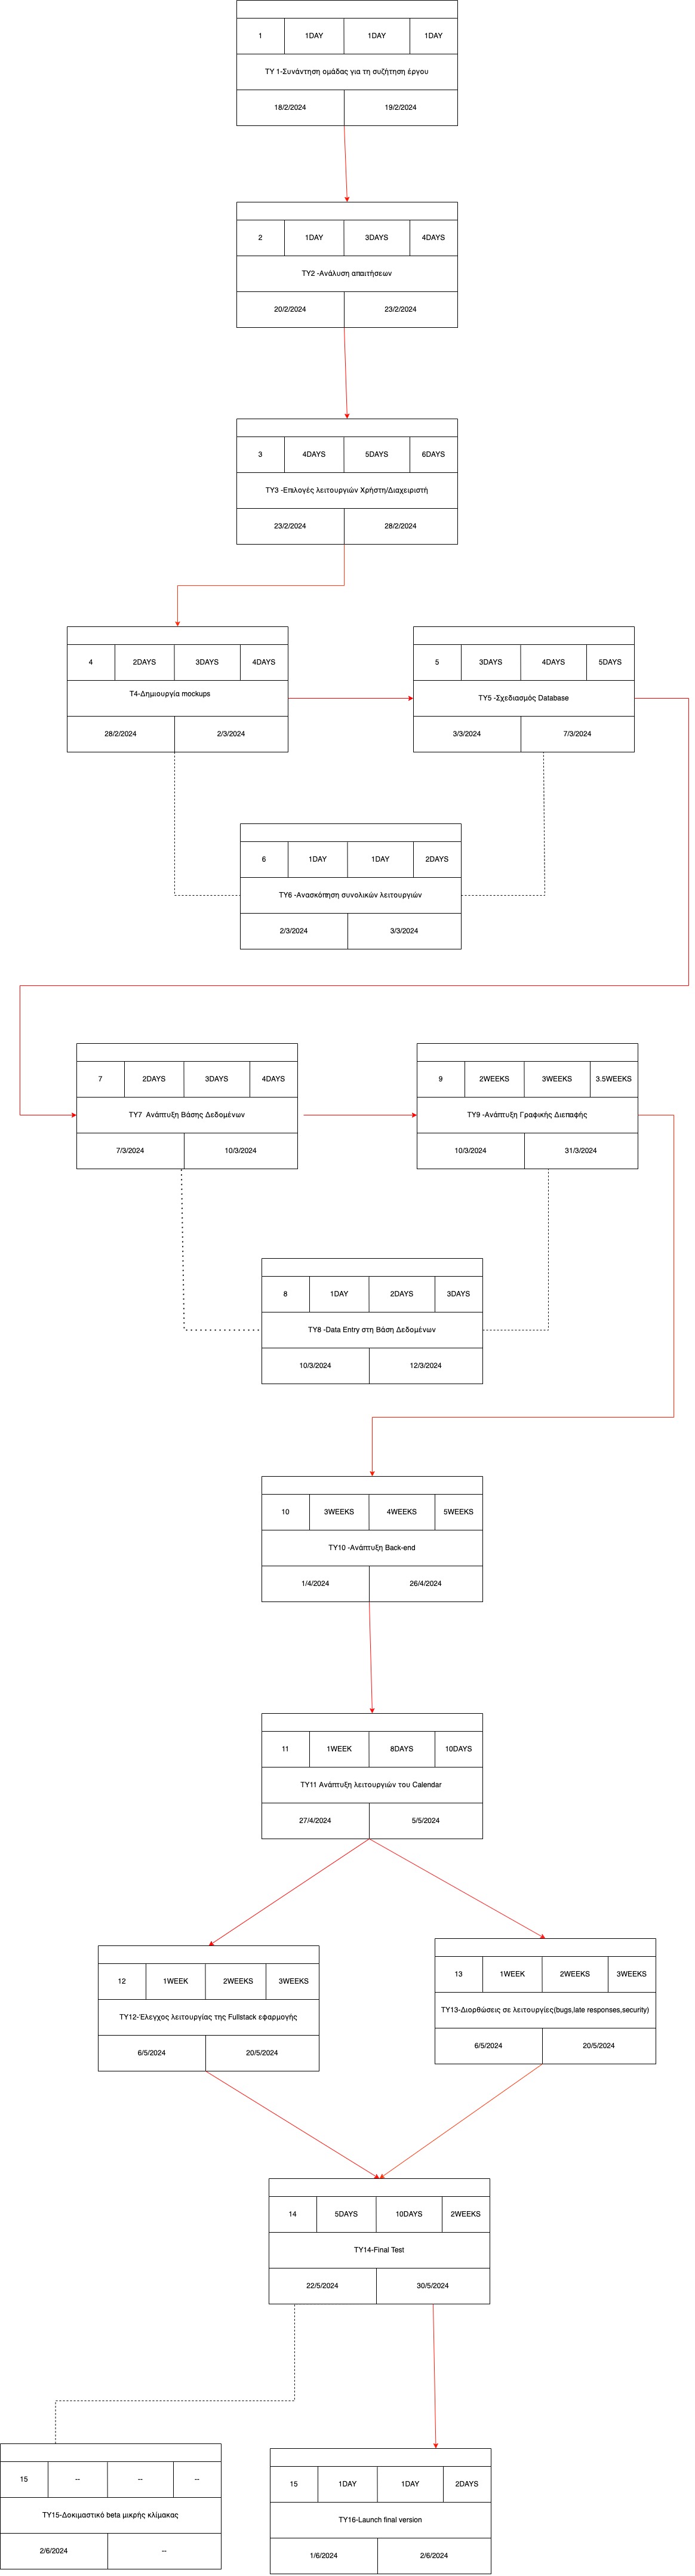 1 1DAY 1DAY 1DAY
TY 1-Συνάντηση ομάδας για τη συζήτηση έργου
18/2/2024 19/2/2024
2 1DAY 3DAYS 4DAYS
TY2 -Ανάλυση απαιτήσεων
20/2/2024 23/2/2024
3 4DAYS 5DAYS 6DAYS
TY3 -Επιλογές λειτουργιών Χρήστη/Διαχειριστή
23/2/2024 28/2/2024
4 2DAYS 3DAYS 4DAYS
T4-Δημιουργία mockups
28/2/2024 2/3/2024
5 3DAYS 4DAYS 5DAYS
TY5 -Σχεδιασμός Database
3/3/2024 7/3/2024
6 1DAY 1DAY 2DAYS
TY6 -Ανασκόπηση συνολικών λειτουργιών
2/3/2024 3/3/2024
7 2DAYS 3DAYS 4DAYS
TY7 Ανάπτυξη Βάσης Δεδομένων
7/3/2024 10/3/2024
9 2WEEKS 3WEEKS 3.5WEEKS
TY9 -Ανάπτυξη Γραφικής Διεπαφής
10/3/2024 31/3/2024
8 1DAY 2DAYS 3DAYS
TY8 -Data Entry στη Βάση Δεδομένων
10/3/2024 12/3/2024
10 3WEEKS 4WEEKS 5WEEKS
TY10 -Ανάπτυξη Back-end
1/4/2024 26/4/2024
11 1WEEK 8DAYS 10DAYS
TY11 Ανάπτυξη λειτουργιών του Calendar
27/4/2024 5/5/2024
12 1WEEK 2WEEKS 3WEEKS
TY12-Έλεγχος λειτουργίας της Fullstack εφαρμογής
6/5/2024 20/5/2024
13 1WEEK 2WEEKS 3WEEKS
TY13-Διορθώσεις σε λειτουργίες(bugs,late responses,security)
6/5/2024 20/5/2024
14 5DAYS 10DAYS 2WEEKS
TY14-Final Test
22/5/2024 30/5/2024
15 -- -- --
TY15-Δοκιμαστικό beta μικρής κλίμακας
2/6/2024 --
15 1DAY 1DAY 2DAYS
TY16-Launch final version
1/6/2024 2/6/2024